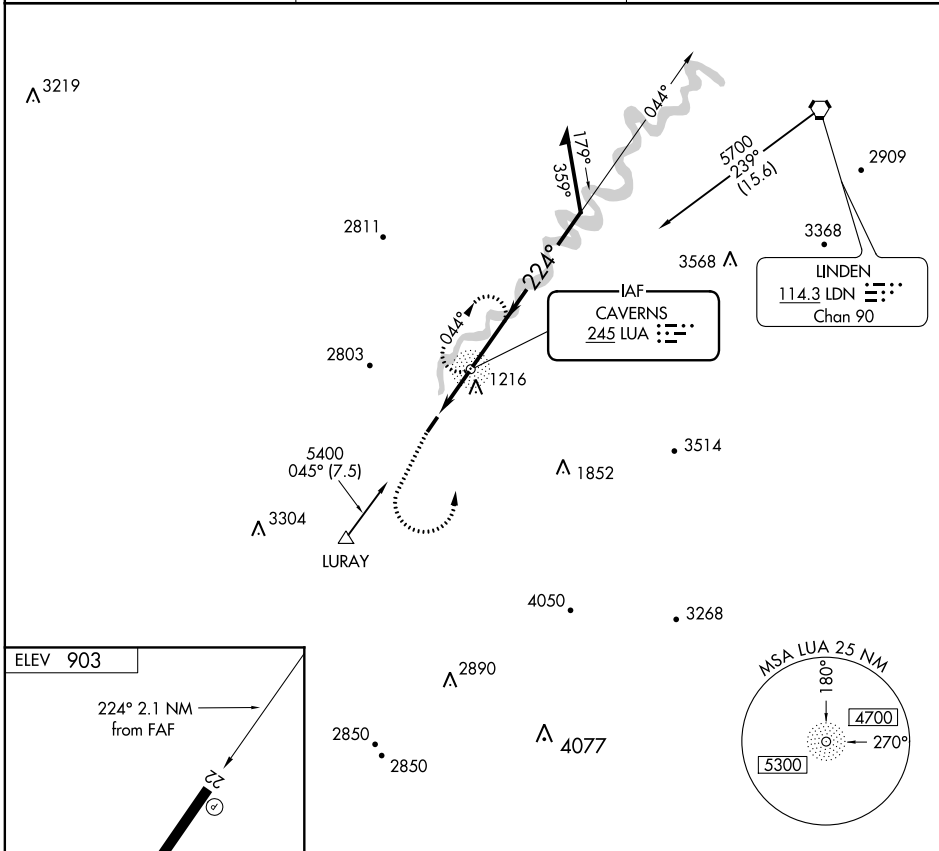 3219
044°
179°
359°
5700
239°
(15.6)
2909
2811
3368
3568
224°
LINDEN
114.3 LDN
Chan 90
IAF
CAVERNS
245 LUA
044°
2803
1216
3514
5400
045° (7.5)
1852
3304
LURAY
4050
3268
ELEV 903
2890
MSA LUA 25 NM
180°
4700
270°
5300
224° 2.1 NM
from FAF
2850
2850
4077
22
P